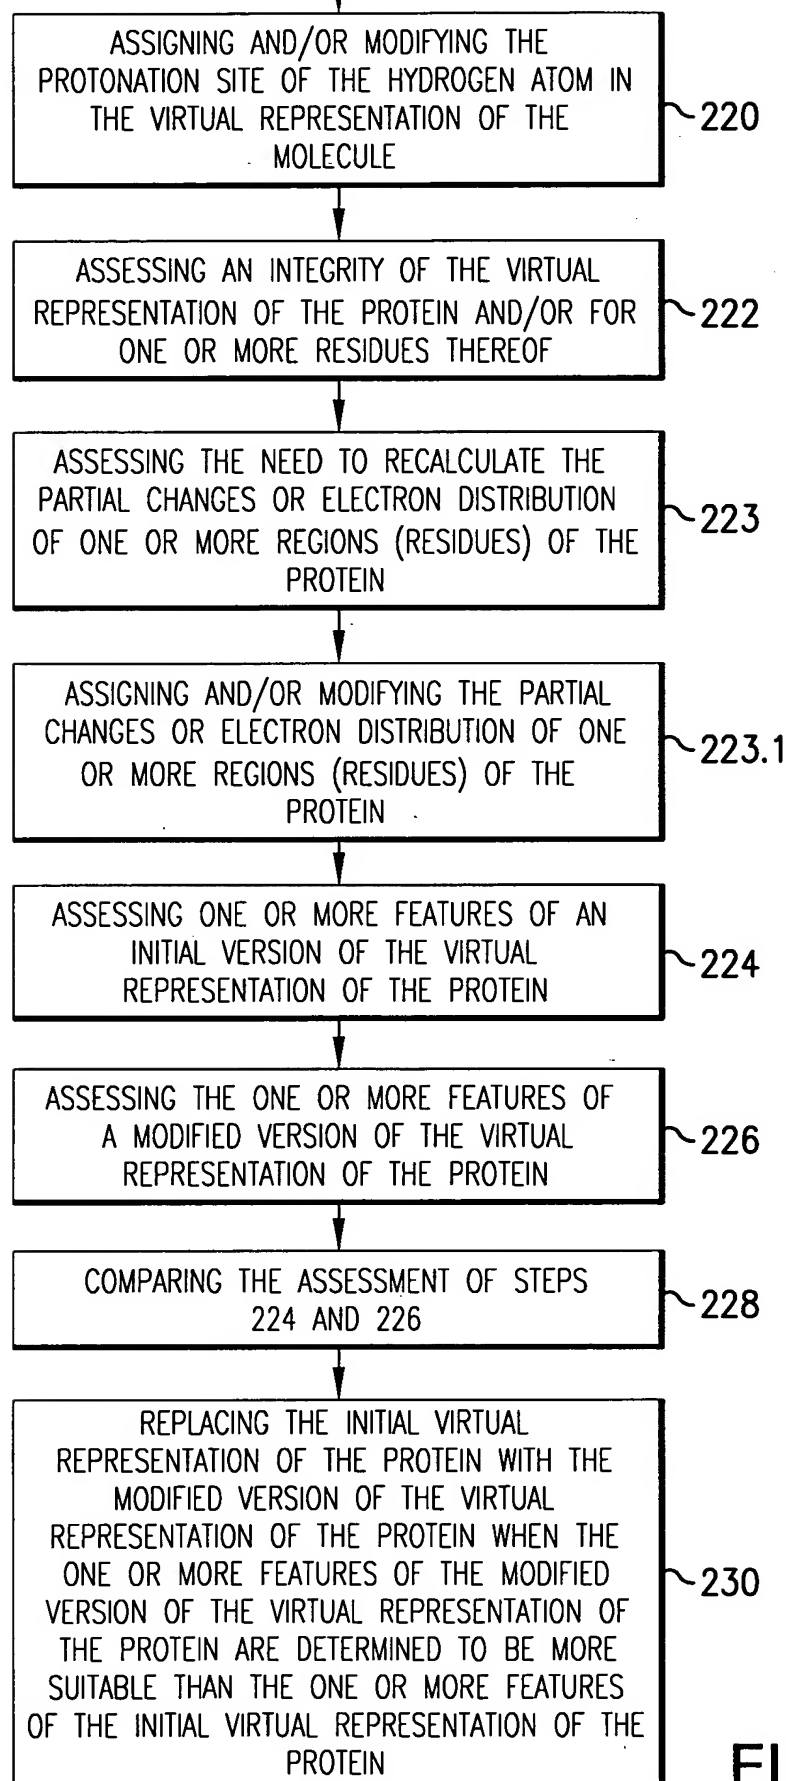 ASSIGNING AND/OR MODIFYING THE
PROTONATION SITE OF THE HYDROGEN ATOM IN
THE VIRTUAL REPRESENTATION OF THE
MOLECULE
220
ASSESSING AN INTEGRITY OF THE VIRTUAL
REPRESENTATION OF THE PROTEIN AND/OR FOR
ONE OR MORE RESIDUES THEREOF
222
ASSESSING THE NEED TO RECALCULATE THE
PARTIAL CHANGES OR ELECTRON DISTRIBUTION
OF ONE OR MORE REGIONS (RESIDUES) OF THE
PROTEIN
223
ASSIGNING AND/OR MODIFYING THE PARTIAL
CHANGES OR ELECTRON DISTRIBUTION OF ONE
OR MORE REGIONS (RESIDUES) OF THE
PROTEIN
223.1
ASSESSING ONE OR MORE FEATURES OF AN
INITIAL VERSION OF THE VIRTUAL
REPRESENTATION OF THE PROTEIN
224
ASSESSING THE ONE OR MORE FEATURES OF
A MODIFIED VERSION OF THE VIRTUAL
REPRESENTATION OF THE PROTEIN
226
COMPARING THE ASSESSMENT OF STEPS
224 AND 226
228
REPLACING THE INITIAL VIRTUAL
REPRESENTATION OF THE PROTEIN WITH THE
MODIFIED VERSION OF THE VIRTUAL
REPRESENTATION OF THE PROTEIN WHEN THE
ONE OR MORE FEATURES OF THE MODIFIED
VERSION OF THE VIRTUAL REPRESENTATION OF
THE PROTEIN ARE DETERMINED TO BE MORE
SUITABLE THAN THE ONE OR MORE FEATURES
OF THE INITIAL VIRTUAL REPRESENTATION OF THE
PROTEIN
230